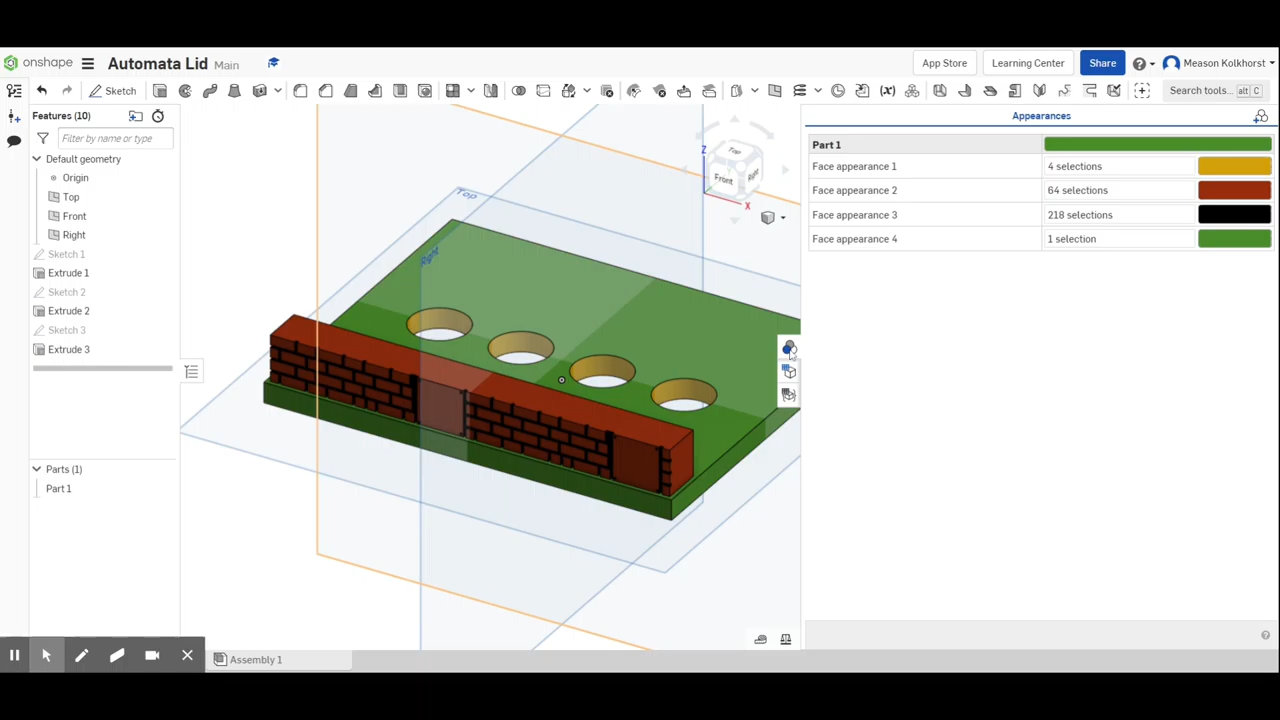 onshape Automata Lid Main App Store Learning Center Share Meason Kolkhorst
Sketch (x) Search tools... alt C
Features (10)
Filter by name or type
Default geometry
Origin
Top
Front
Right
Sketch 1
Extrude 1
Sketch 2
Extrude 2
Sketch 3
Extrude 3
Parts (1)
Part 1
Top
Right
Z
Top
Front
Right
X
Appearances
Part 1
Face appearance 1 4 selections
Face appearance 2 64 selections
Face appearance 3 218 selections
Face appearance 4 1 selection
Assembly 1